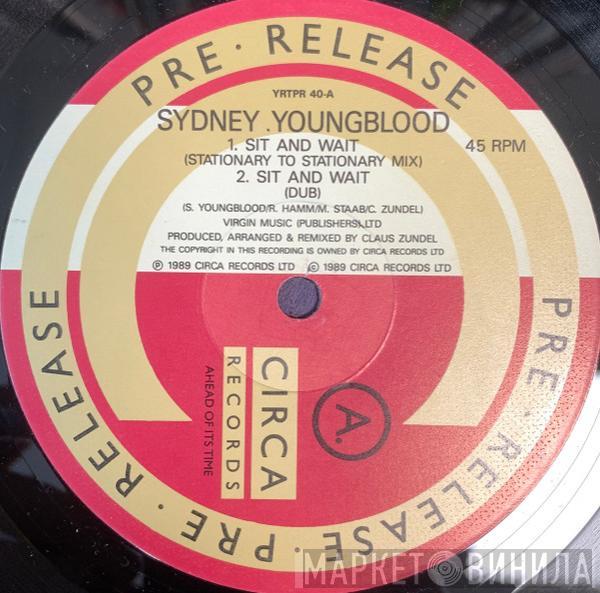 PRE · RELEASE
YRTPR 40-A
SYDNEY YOUNGBLOOD
1. SIT AND WAIT
45 RPM
(STATIONARY TO STATIONARY MIX)
2. SIT AND WAIT
(DUB)
(S. YOUNGBLOOD/R. HAMM/M. STAAB/C. ZUNDEL)
VIRGIN MUSIC (PUBLISHERS) LTD
PRODUCED, ARRANGED & REMIXED BY CLAUS ZUNDEL
THE COPYRIGHT IN THIS RECORDING IS OWNED BY CIRCA RECORDS LTD
℗ 1989 CIRCA RECORDS LTD © 1989 CIRCA RECORDS LTD
PRE · RELEASE
PRE · RELEASE
CIRCA
RECORDS
AHEAD OF ITS TIME
A.
МАРКЕТ ВИНИЛА